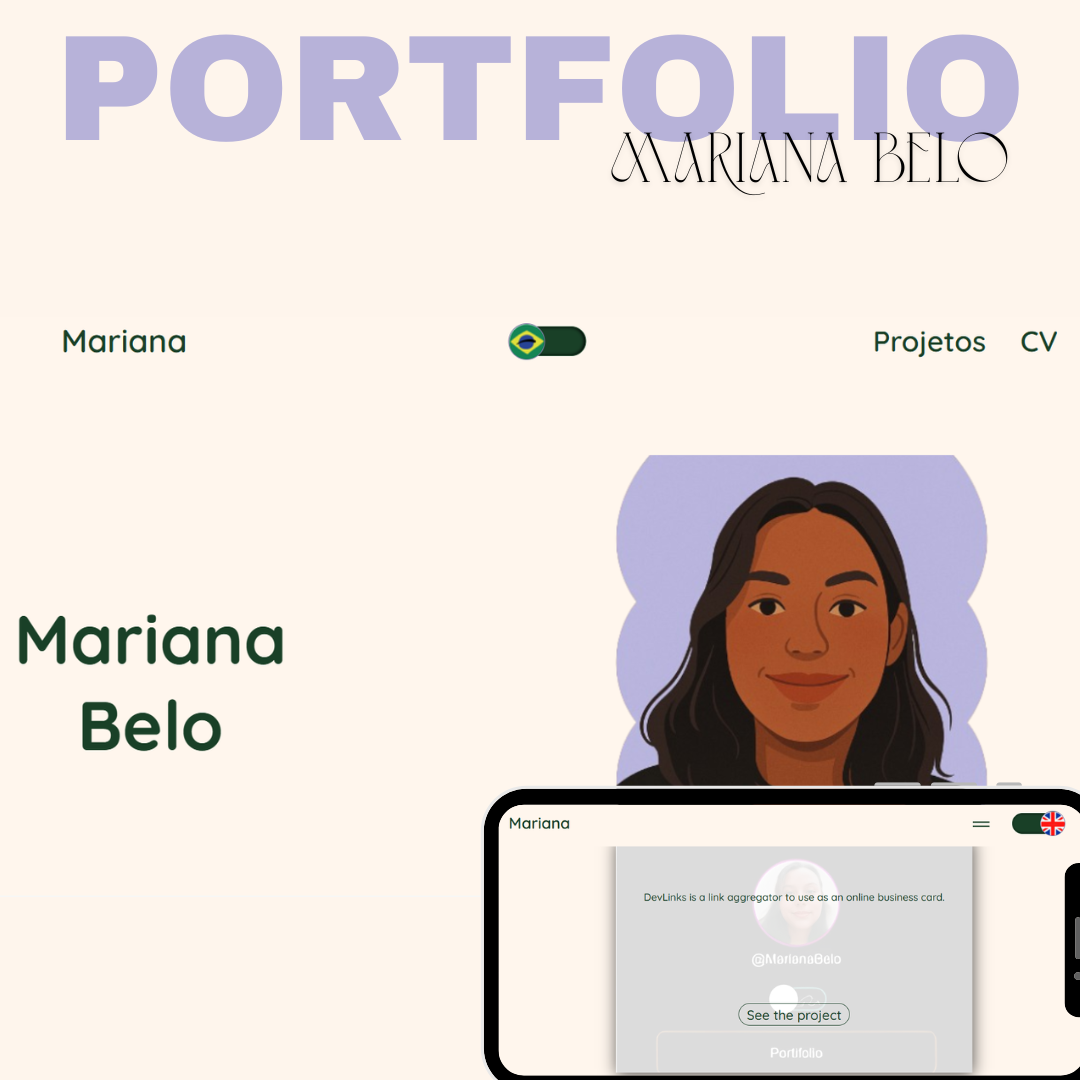 PORTFOLIO
MARIANA BELO
Mariana
Projetos CV
Mariana
Belo
Mariana
DevLinks is a link aggregator to use as an online business card.
@MarianaBelo
See the project
Portifolio